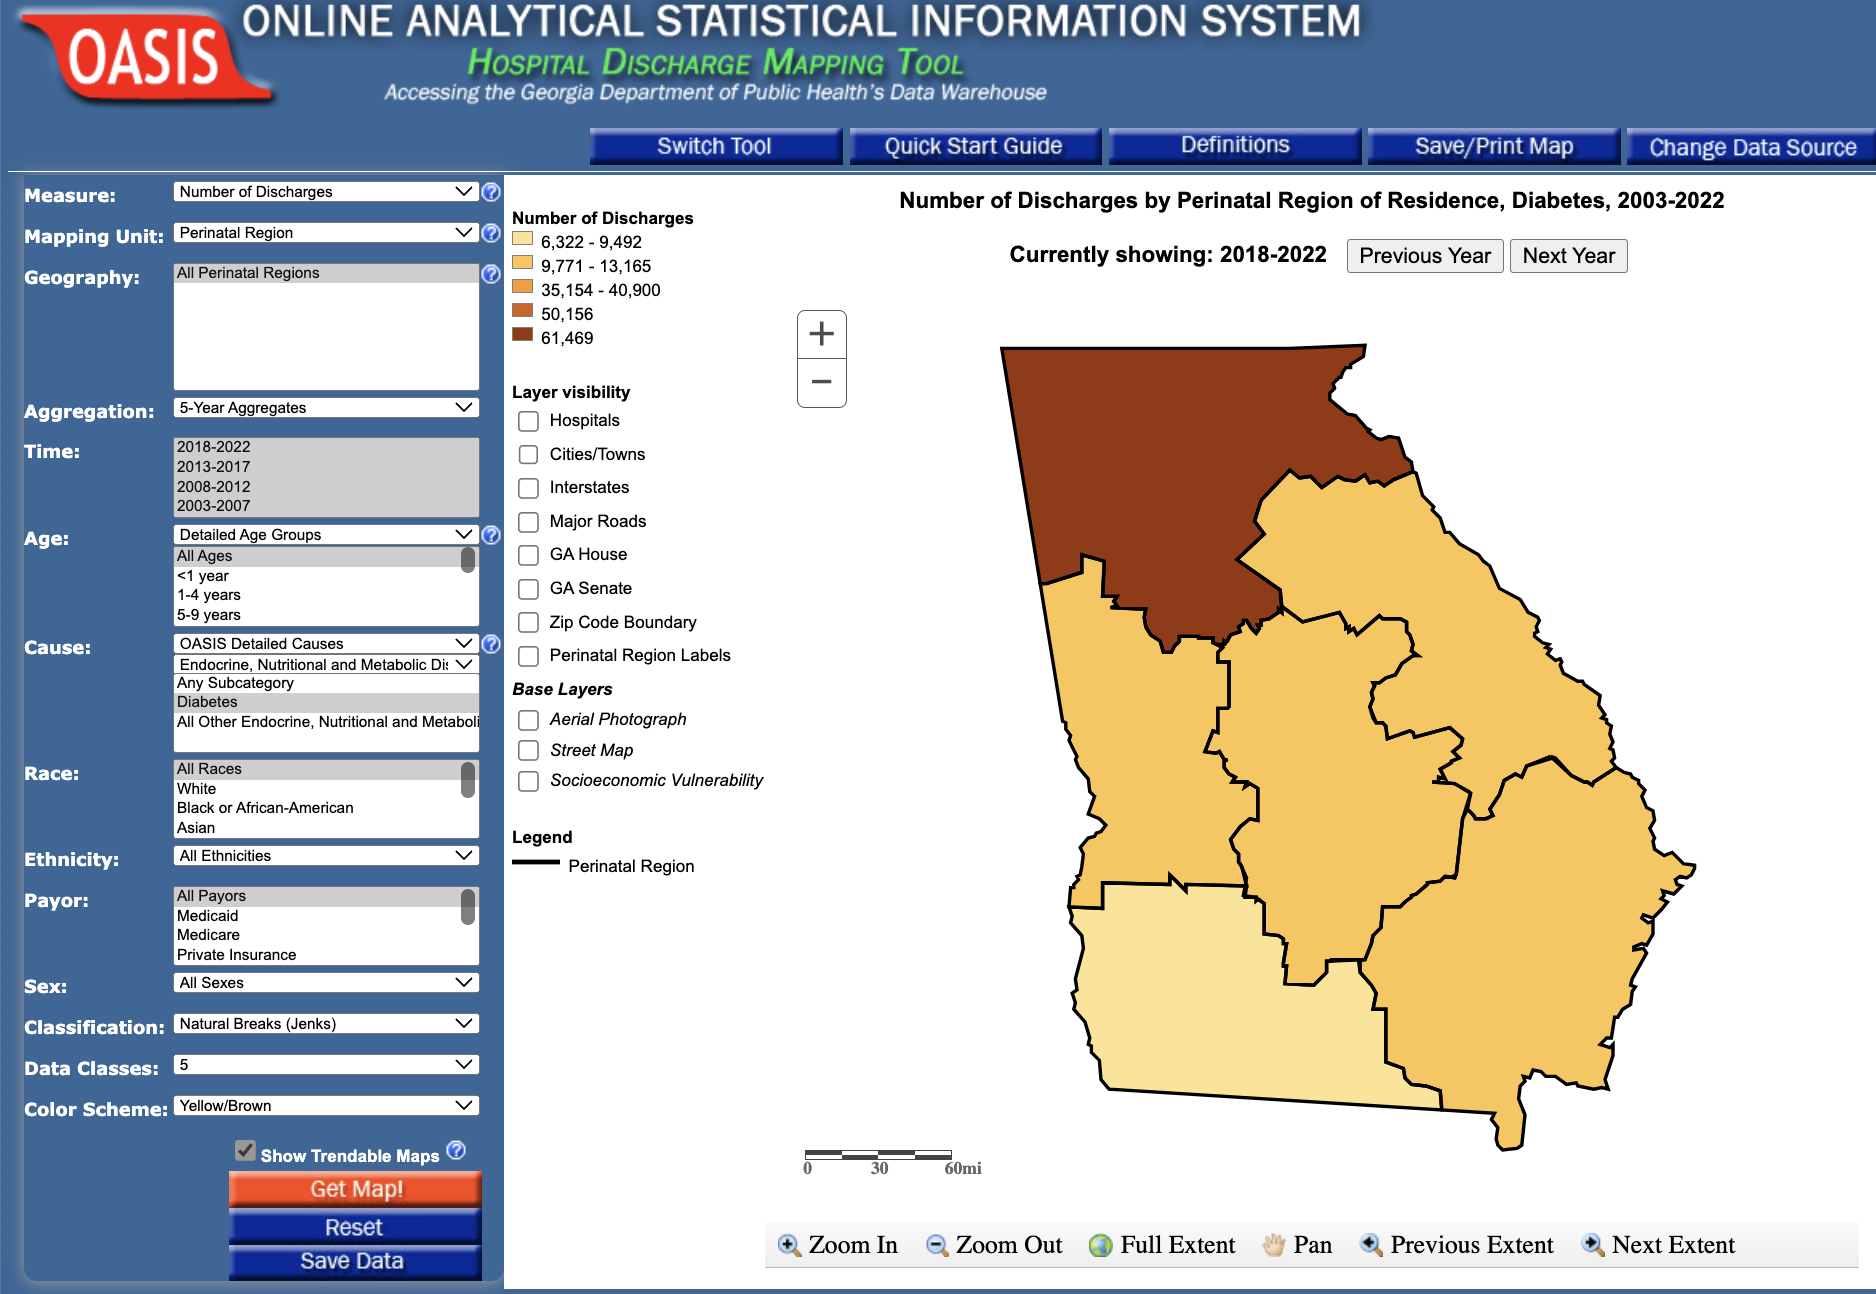 OASIS
ONLINE ANALYTICAL STATISTICAL INFORMATION SYSTEM
HOSPITAL DISCHARGE MAPPING TOOL
Accessing the Georgia Department of Public Health's Data Warehouse
Switch Tool
Quick Start Guide
Definitions
Save/Print Map
Change Data Source
Measure:
Number of Discharges
?
Mapping Unit:
Perinatal Region
?
Geography:
All Perinatal Regions
?
Aggregation:
5-Year Aggregates
Time:
2018-2022
2013-2017
2008-2012
2003-2007
Age:
Detailed Age Groups
?
All Ages
<1 year
1-4 years
5-9 years
Cause:
OASIS Detailed Causes
?
Endocrine, Nutritional and Metabolic Dis
Any Subcategory
Diabetes
All Other Endocrine, Nutritional and Metaboli
Race:
All Races
White
Black or African-American
Asian
Ethnicity:
All Ethnicities
Payor:
All Payors
Medicaid
Medicare
Private Insurance
Sex:
All Sexes
Classification:
Natural Breaks (Jenks)
Data Classes:
5
Color Scheme:
Yellow/Brown
Show Trendable Maps
?
Get Map!
Reset
Save Data
Number of Discharges
6,322 - 9,492
9,771 - 13,165
35,154 - 40,900
50,156
61,469
Layer visibility
Hospitals
Cities/Towns
Interstates
Major Roads
GA House
GA Senate
Zip Code Boundary
Perinatal Region Labels
Base Layers
Aerial Photograph
Street Map
Socioeconomic Vulnerability
Legend
Perinatal Region
Number of Discharges by Perinatal Region of Residence, Diabetes, 2003-2022
Currently showing: 2018-2022
Previous Year
Next Year
+
−
0 30 60mi
Zoom In
Zoom Out
Full Extent
Pan
Previous Extent
Next Extent